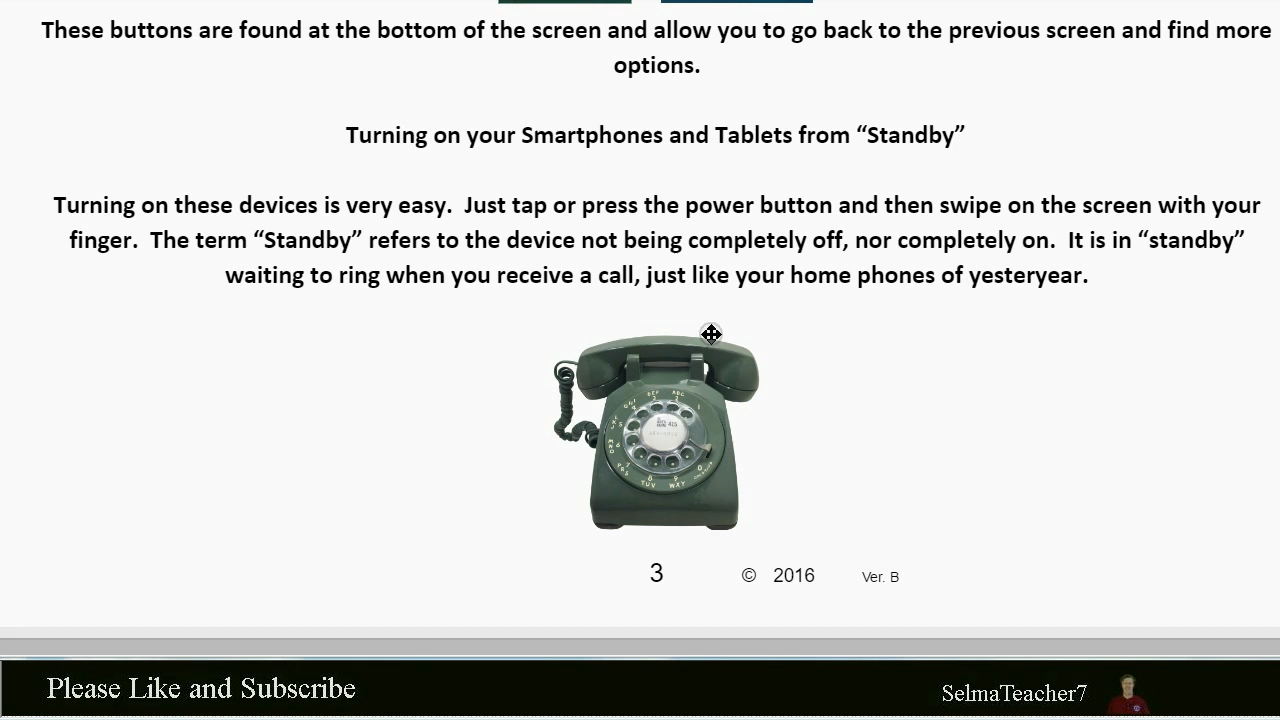 These buttons are found at the bottom of the screen and allow you to go back to the previous screen and find more
options.
Turning on your Smartphones and Tablets from “Standby”
Turning on these devices is very easy.  Just tap or press the power button and then swipe on the screen with your
finger.  The term “Standby” refers to the device not being completely off, nor completely on.  It is in “standby”
waiting to ring when you receive a call, just like your home phones of yesteryear.
3 © 2016 Ver. B
Please Like and Subscribe
SelmaTeacher7